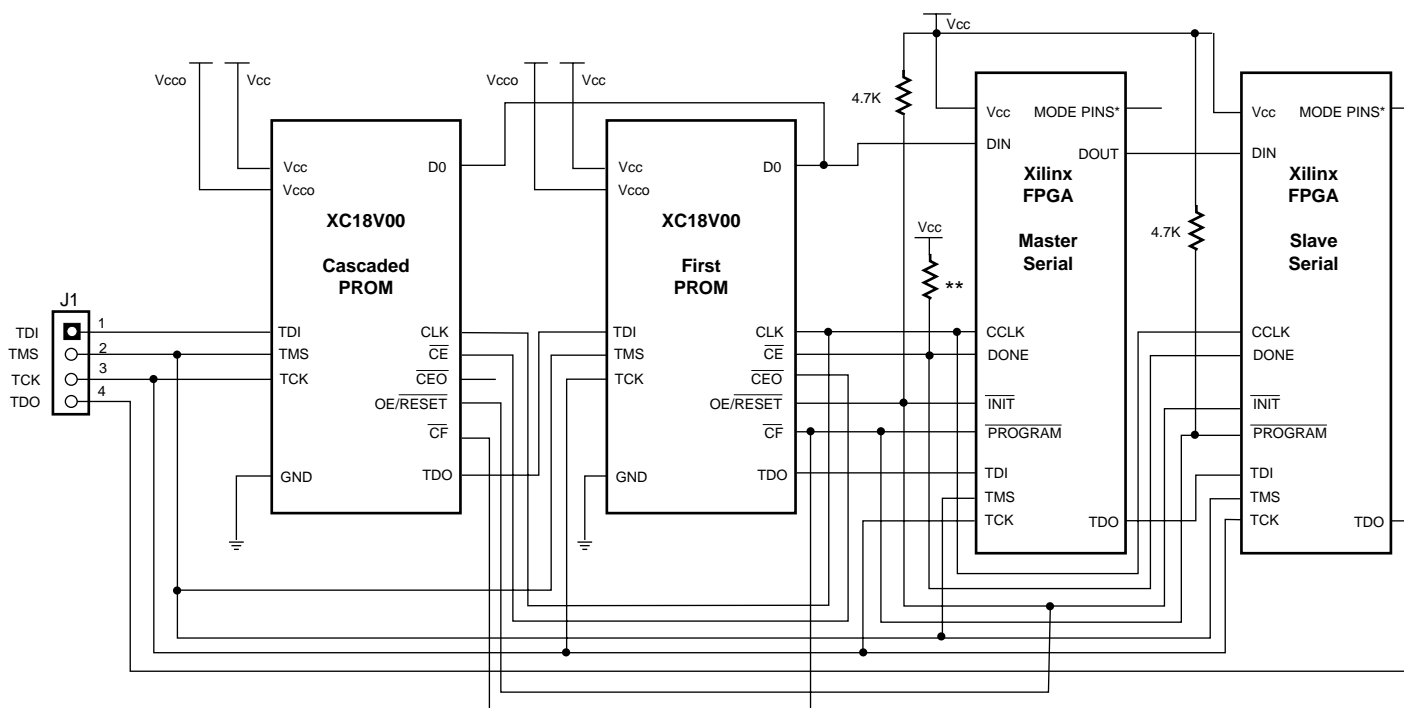 Vcc
Vcco
Vcc
Vcco
Vcc
4.7K
Vcc
Vcco
D0
XC18V00
Cascaded
PROM
TDI
TMS
TCK
GND
CLK
CE
CEO
OE/RESET
CF
TDO
Vcc
Vcco
D0
XC18V00
First
PROM
TDI
TMS
TCK
GND
CLK
CE
CEO
OE/RESET
CF
TDO
Vcc
**
Vcc
MODE PINS*
DIN
DOUT
Xilinx
FPGA
Master
Serial
CCLK
DONE
INIT
PROGRAM
TDI
TMS
TCK
TDO
4.7K
Vcc
MODE PINS*
DIN
Xilinx
FPGA
Slave
Serial
CCLK
DONE
INIT
PROGRAM
TDI
TMS
TCK
TDO
J1
TDI 1
TMS 2
TCK 3
TDO 4